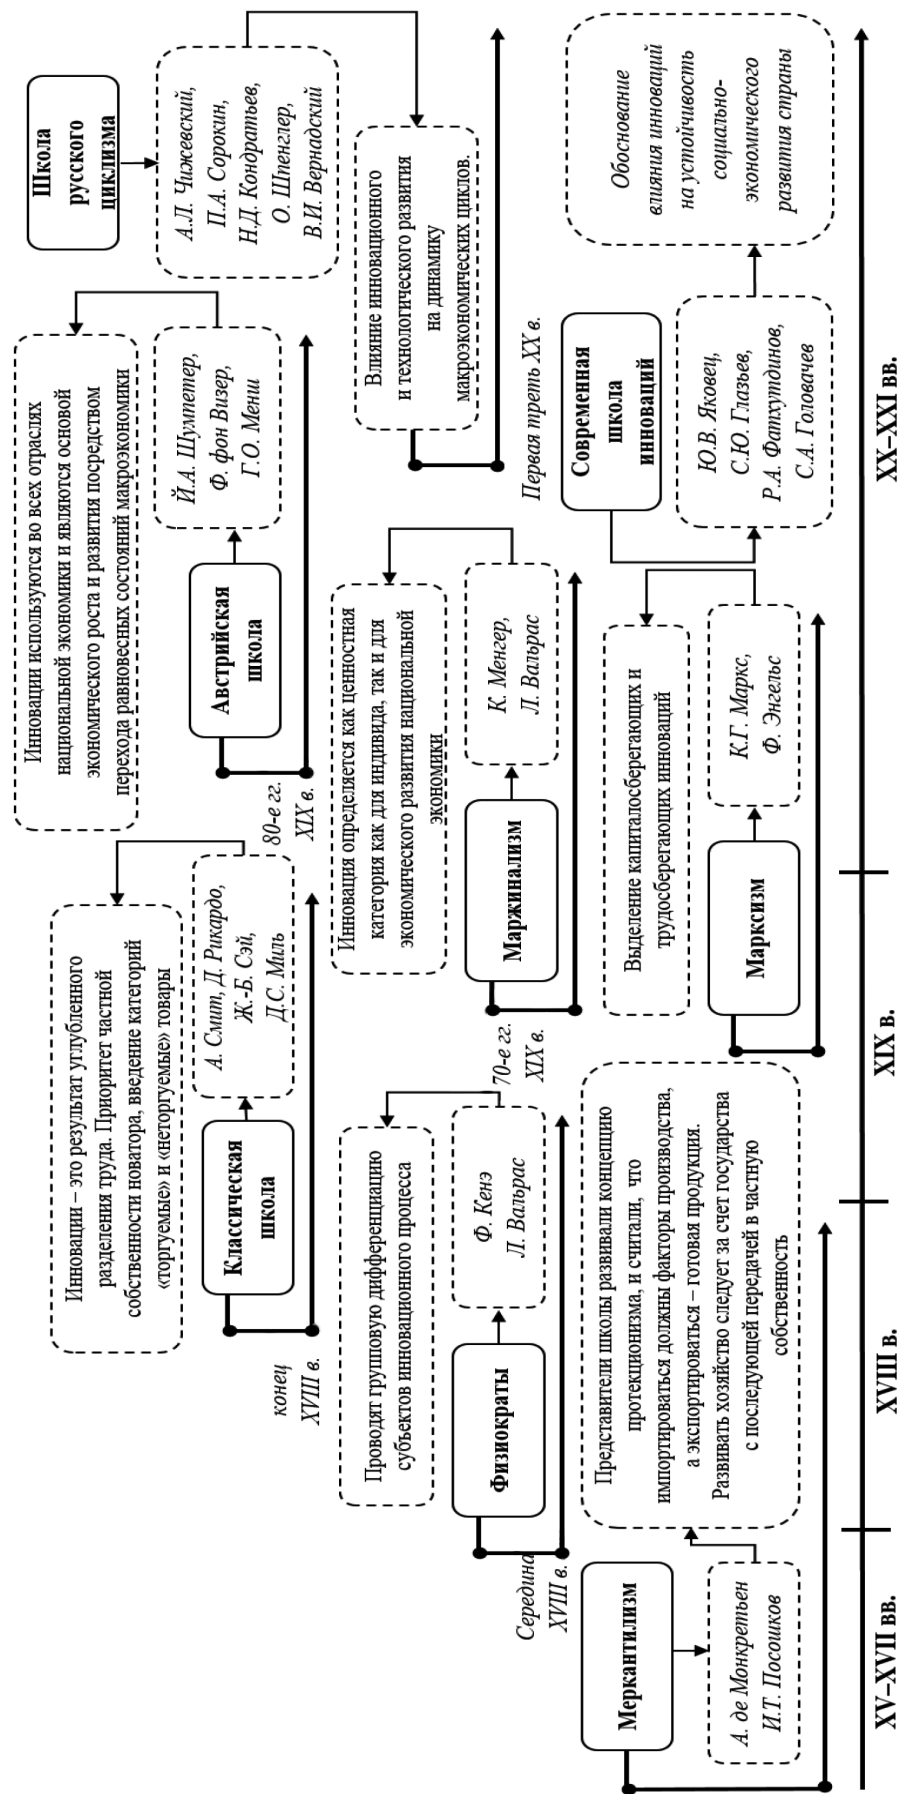 Инновации – это результат углубленного
разделения труда. Приоритет частной
собственности новатора, введение категорий
«торгуемые» и «неторгуемые» товары
Классическая
школа
А. Смит, Д. Рикардо,
Ж.-Б. Сэй,
Д.С. Миль
конец
XVIII в.
Инновации используются во всех отраслях
национальной экономики и являются основой
экономического роста и развития посредством
перехода равновесных состояний макроэкономики
Австрийская
школа
Й.А. Шумпетер,
Ф. фон Визер,
Г.О. Менш
80-е гг.
XIX в.
Школа
русского
циклизма
А.Л. Чижевский,
П.А. Сорокин,
Н.Д. Кондратьев,
О. Шпенглер,
В.И. Вернадский
Влияние инновационного
и технологического развития
на динамику
макроэкономических циклов.
Первая треть XX в.
Проводят групповую дифференциацию
субъектов инновационного процесса
Физиократы
Ф. Кенэ
Л. Вальрас
Середина
XVIII в.
Инновация определяется как ценностная
категория как для индивида, так и для
экономического развития национальной
экономики
Маржинализм
К. Менгер,
Л. Вальрас
70-е гг.
XIX в.
Меркантилизм
А. де Монкретьен
И.Т. Посошков
Представители школы развивали концепцию
протекционизма, и считали, что
импортироваться должны факторы производства,
а экспортироваться – готовая продукция.
Развивать хозяйство следует за счет государства
с последующей передачей в частную
собственность
Выделение капиталосберегающих и
трудосберегающих инноваций
Марксизм
К.Г. Маркс,
Ф. Энгельс
Современная
школа
инноваций
Ю.В. Яковец,
С.Ю. Глазьев,
Р.А. Фатхутдинов,
С.А. Головачев
Обоснование
влияния инноваций
на устойчивость
социально-
экономического
развития страны
XV–XVII вв.
XVIII в.
XIX в.
XX–XXI вв.